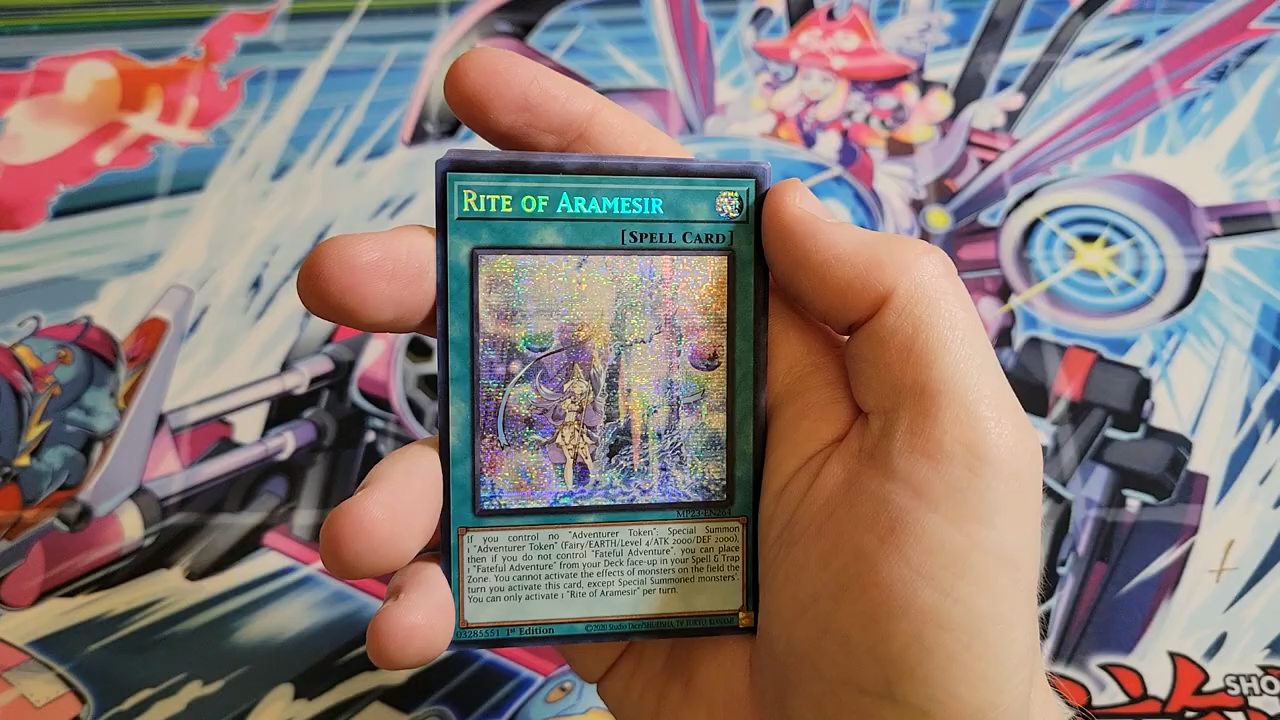 RITE OF ARAMESIR
[SPELL CARD]
MP23-EN264
If you control no "Adventurer Token": Special Summon
1 "Adventurer Token" (Fairy/EARTH/Level 4/ATK 2000/DEF 2000),
then if you do not control "Fateful Adventure", you can place
1 "Fateful Adventure" from your Deck face-up in your Spell & Trap
Zone. You cannot activate the effects of monsters on the field the
turn you activate this card, except Special Summoned monsters'.
You can only activate 1 "Rite of Aramesir" per turn.
03285551 1st Edition
©2020 Studio Dice/SHUEISHA, TV TOKYO, KONAMI
SHO